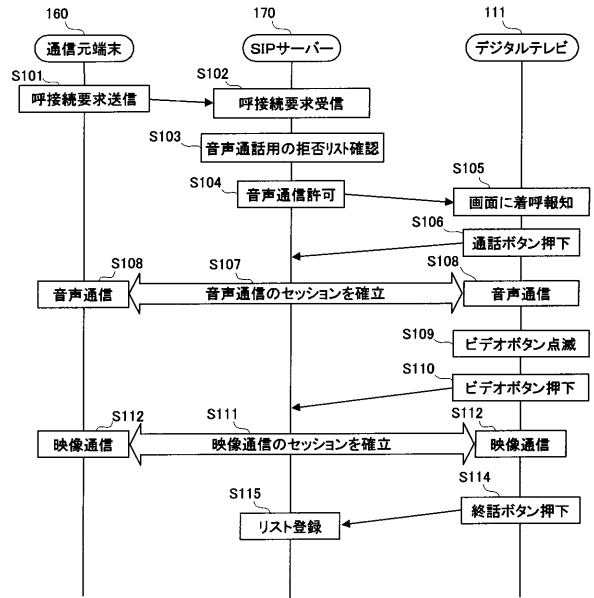 160
170
111
通信元端末
SIPサーバー
デジタルテレビ
S101
呼接続要求送信
S102
呼接続要求受信
S103
音声通話用の拒否リスト確認
S104
音声通信許可
S105
画面に着呼報知
S106
通話ボタン押下
S108
音声通信
S107
音声通信のセッションを確立
S108
音声通信
S109
ビデオボタン点滅
S110
ビデオボタン押下
S112
映像通信
S111
映像通信のセッションを確立
S112
映像通信
S114
終話ボタン押下
S115
リスト登録